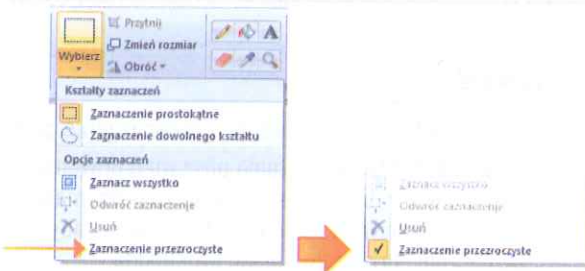 Przytnij
Zmień rozmiar
Obróć
Wybierz
A
Kształty zaznaczeń
Zaznaczenie prostokątne
Zaznaczenie dowolnego kształtu
Opcje zaznaczeń
Zaznacz wszystko
Odwróć zaznaczenie
Usuń
Zaznaczenie przezroczyste
Zaznacz wszystko
Odwróć zaznaczenie
Usuń
Zaznaczenie przezroczyste